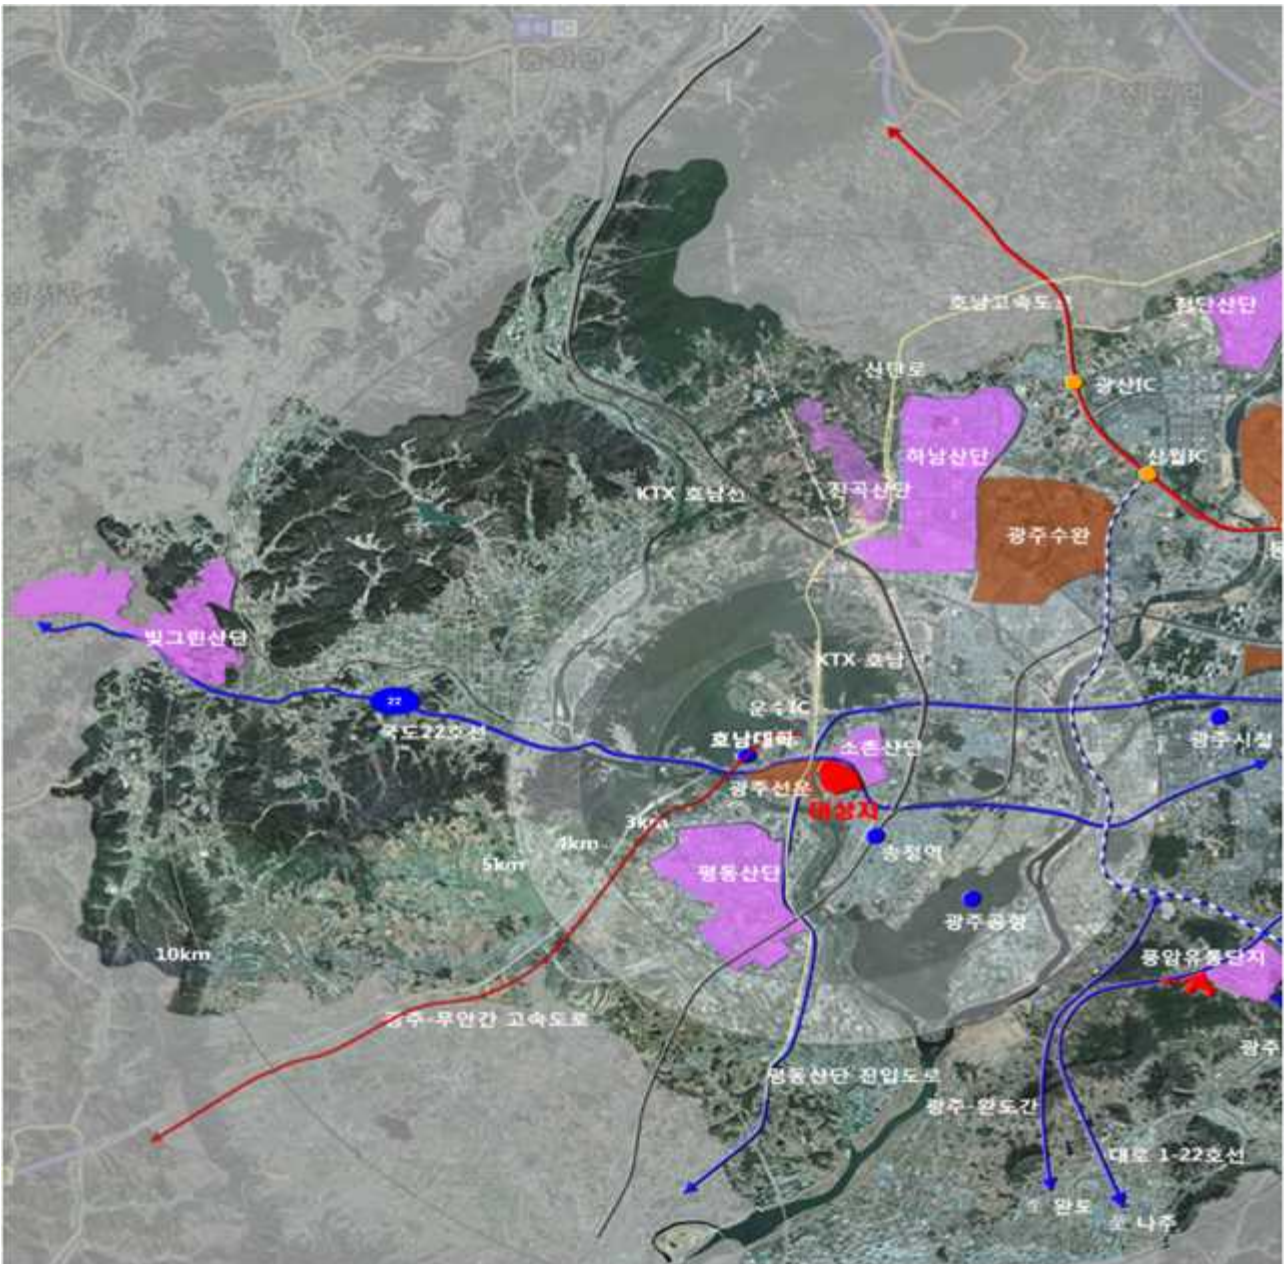 호남고속도로
첨단산단
산단로
광산IC
하남산단
산월IC
진곡산단
KTX 호남선
광주수완
빛그린산단
KTX 호남
운수IC
22
국도22호선
호남대학
소촌산단
광주시청
광주선운
대상지
3km
4km
송정역
5km
평동산단
광주공항
10km
풍암유통단지
광주-무안간 고속도로
광주
평동산단 진입도로
광주-완도간
대로 1-22호선
완도
나주